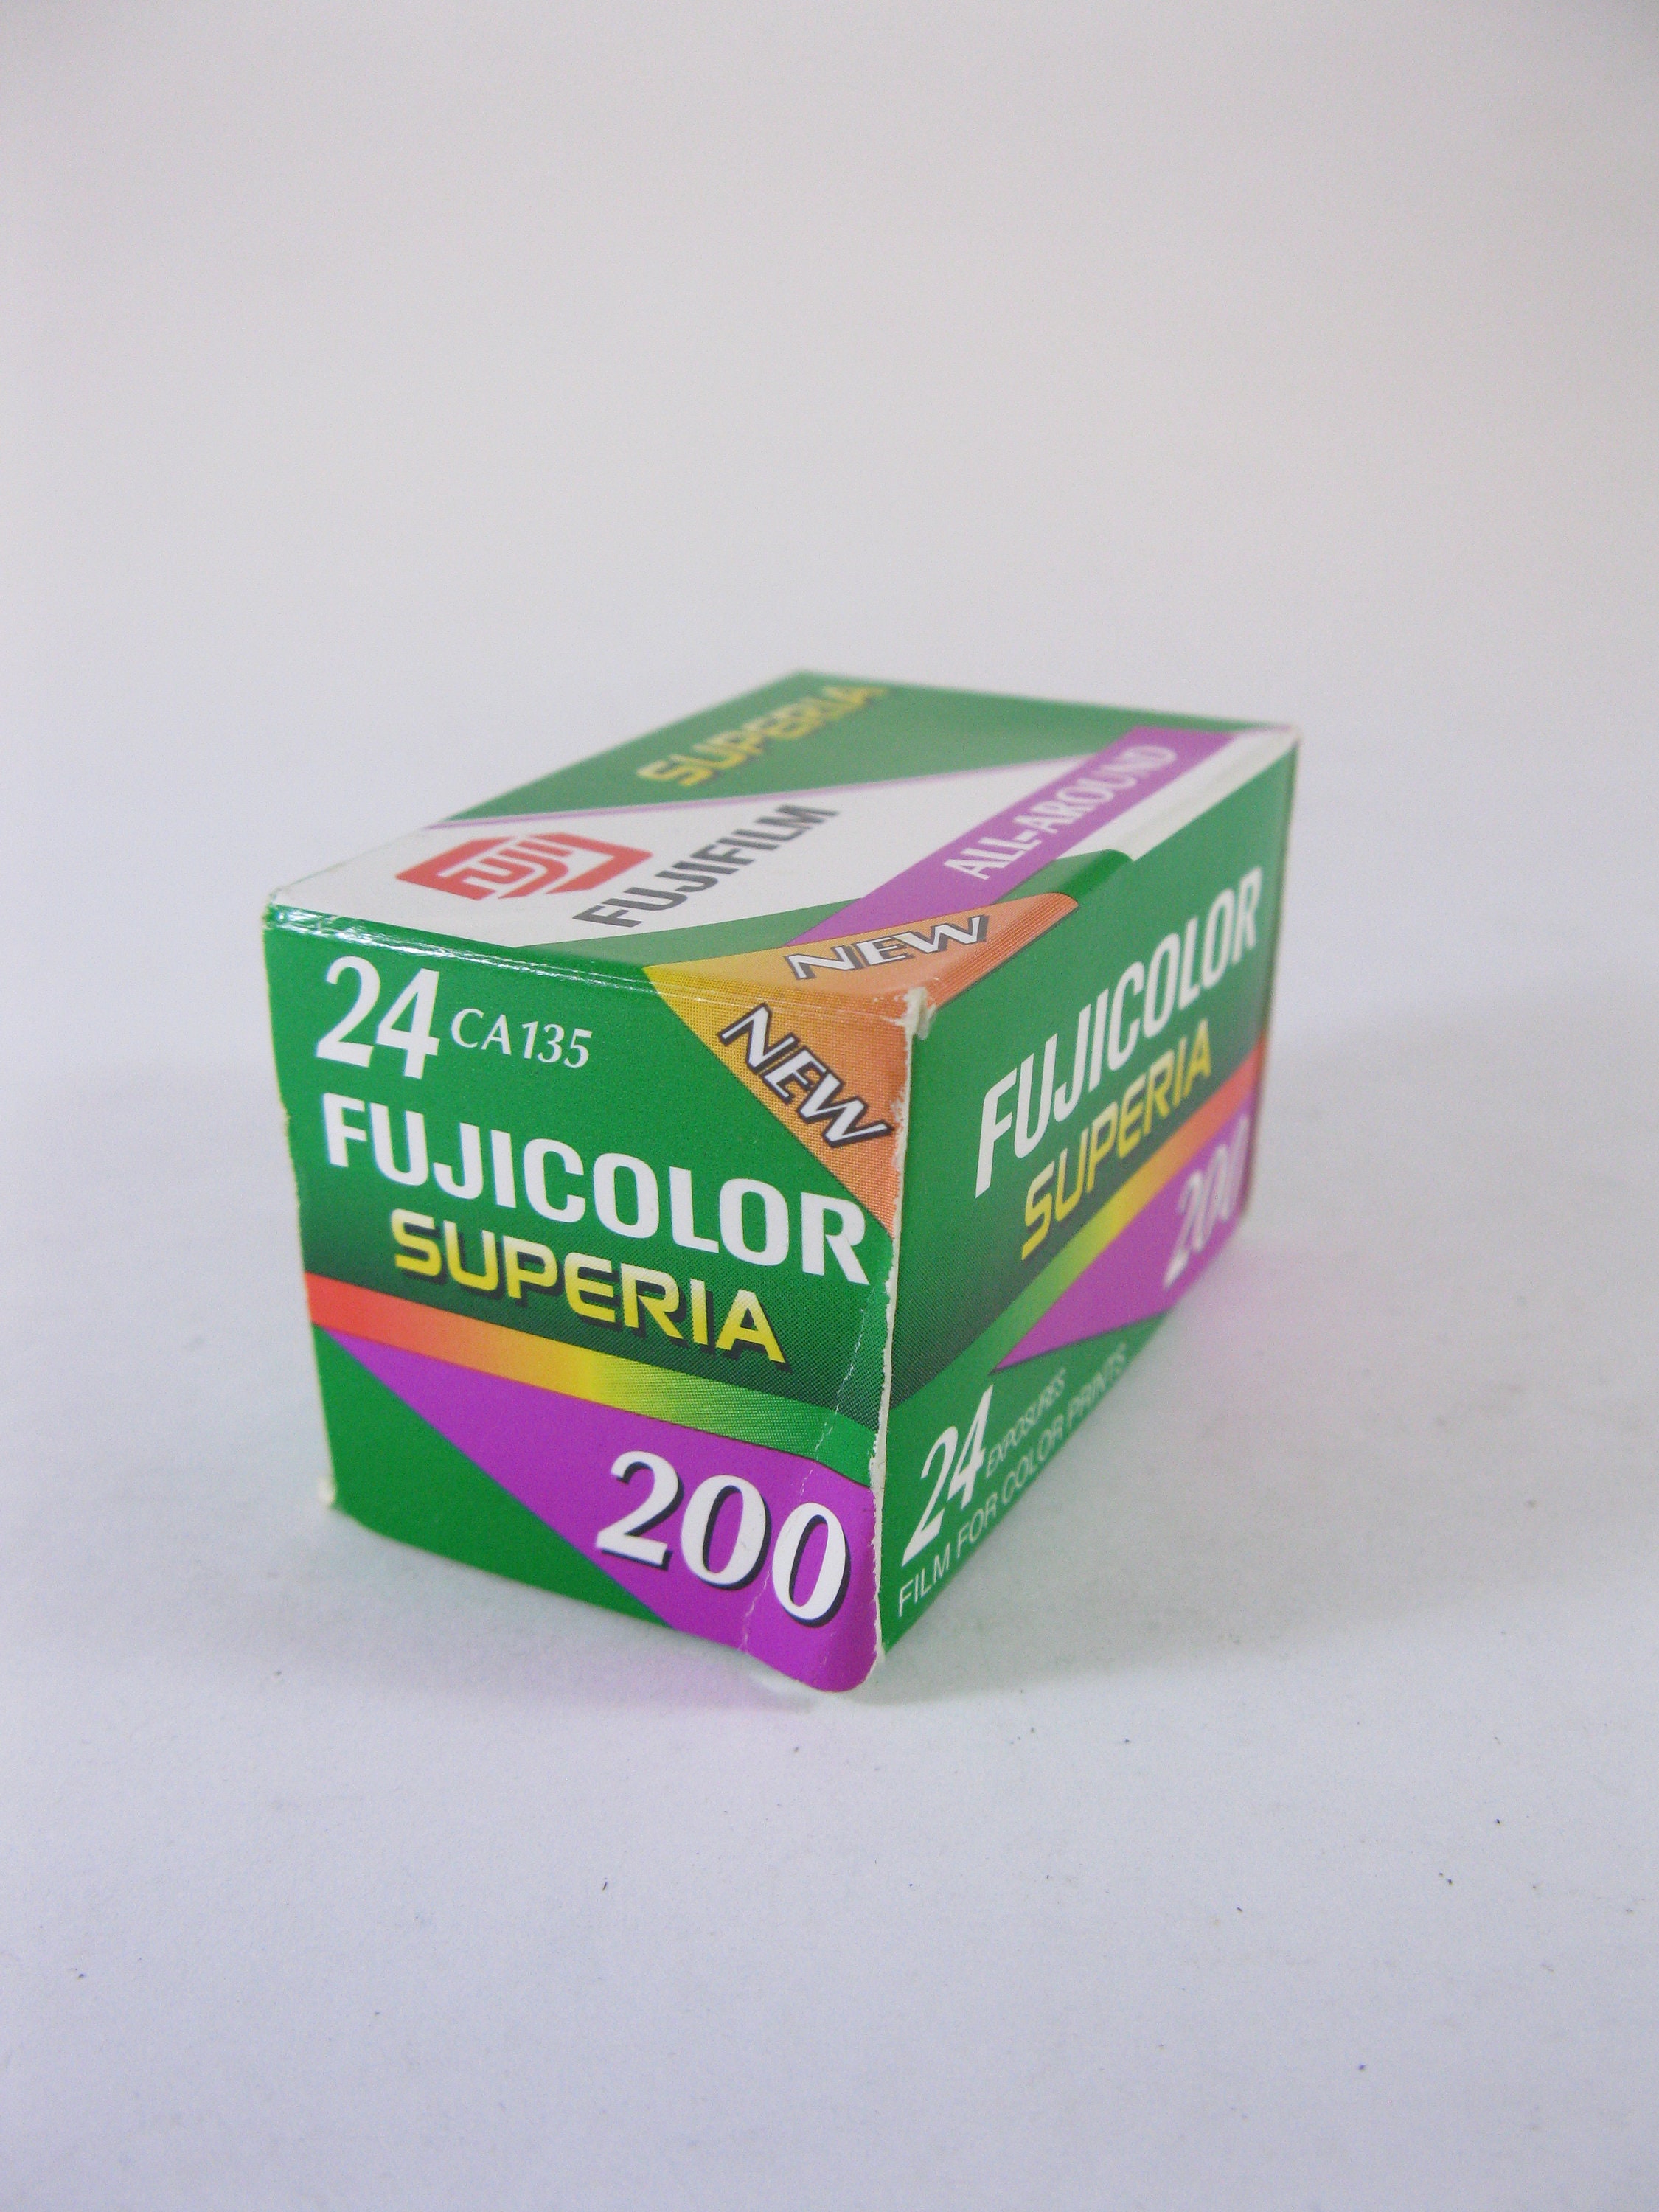 SUPERIA
FUJI
FUJIFILM
ALL-AROUND
NEW
24 CA135
NEW
FUJICOLOR
SUPERIA
200
FUJICOLOR
SUPERIA
200
24 EXPOSURES
FILM FOR COLOR PRINTS